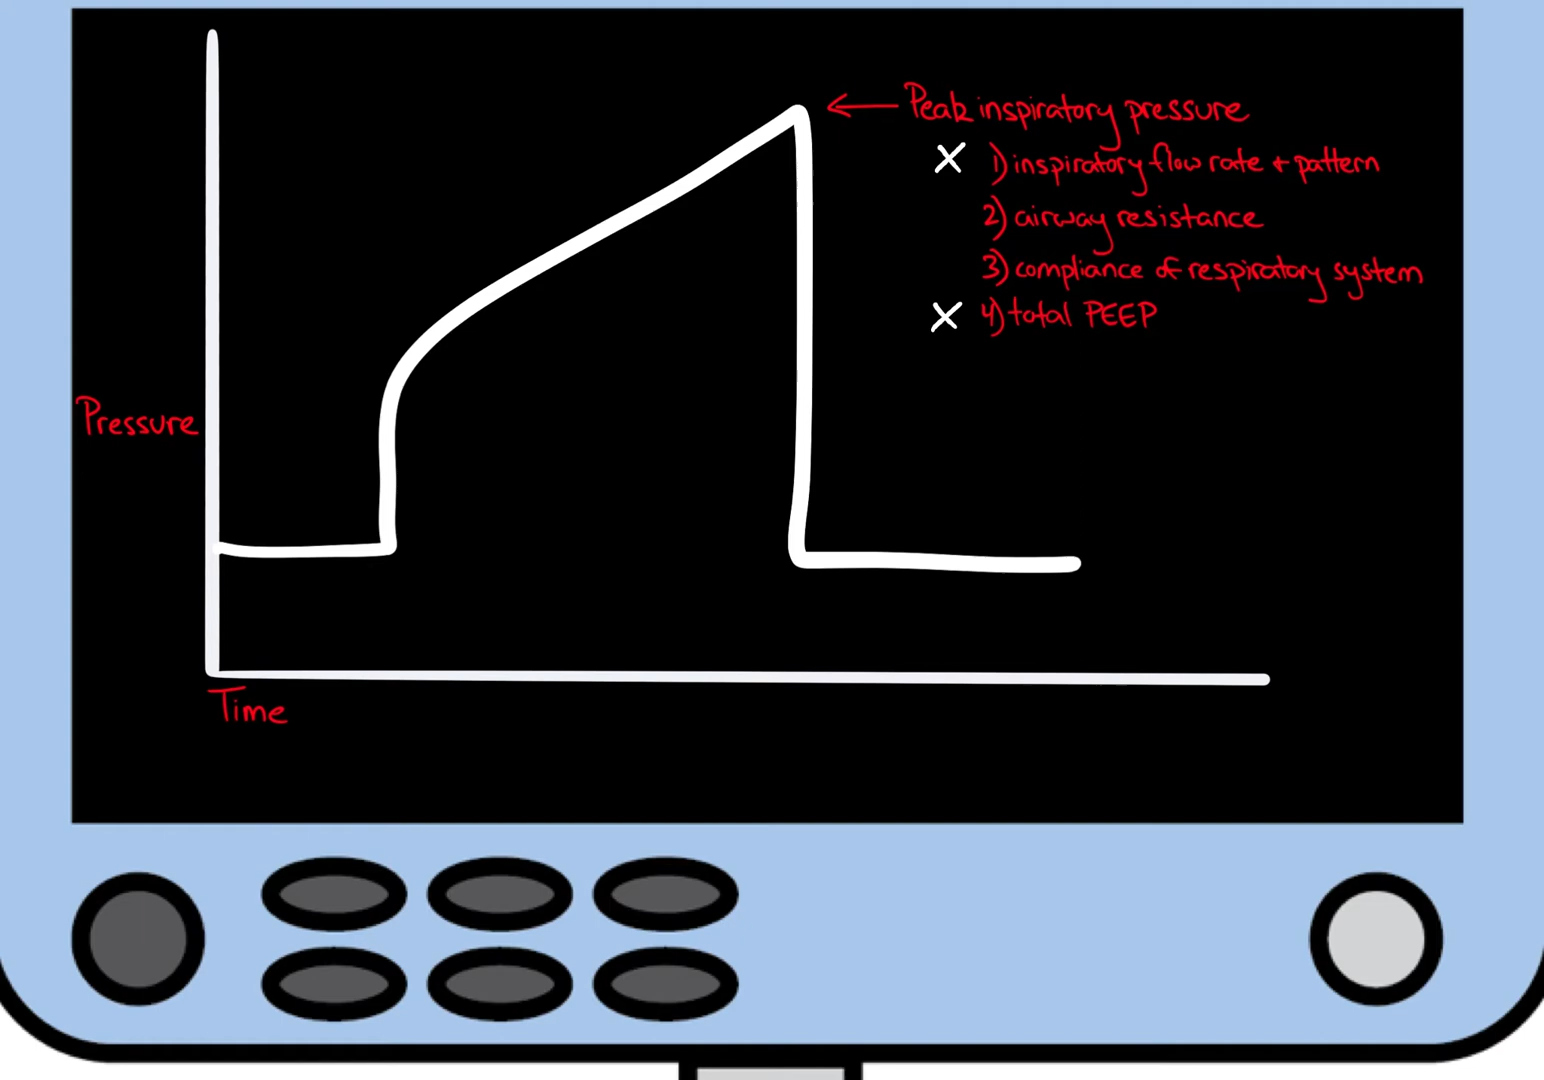 Peak inspiratory pressure
X 1) inspiratory flow rate + pattern
2) airway resistance
3) compliance of respiratory system
X 4) total PEEP
Pressure
Time